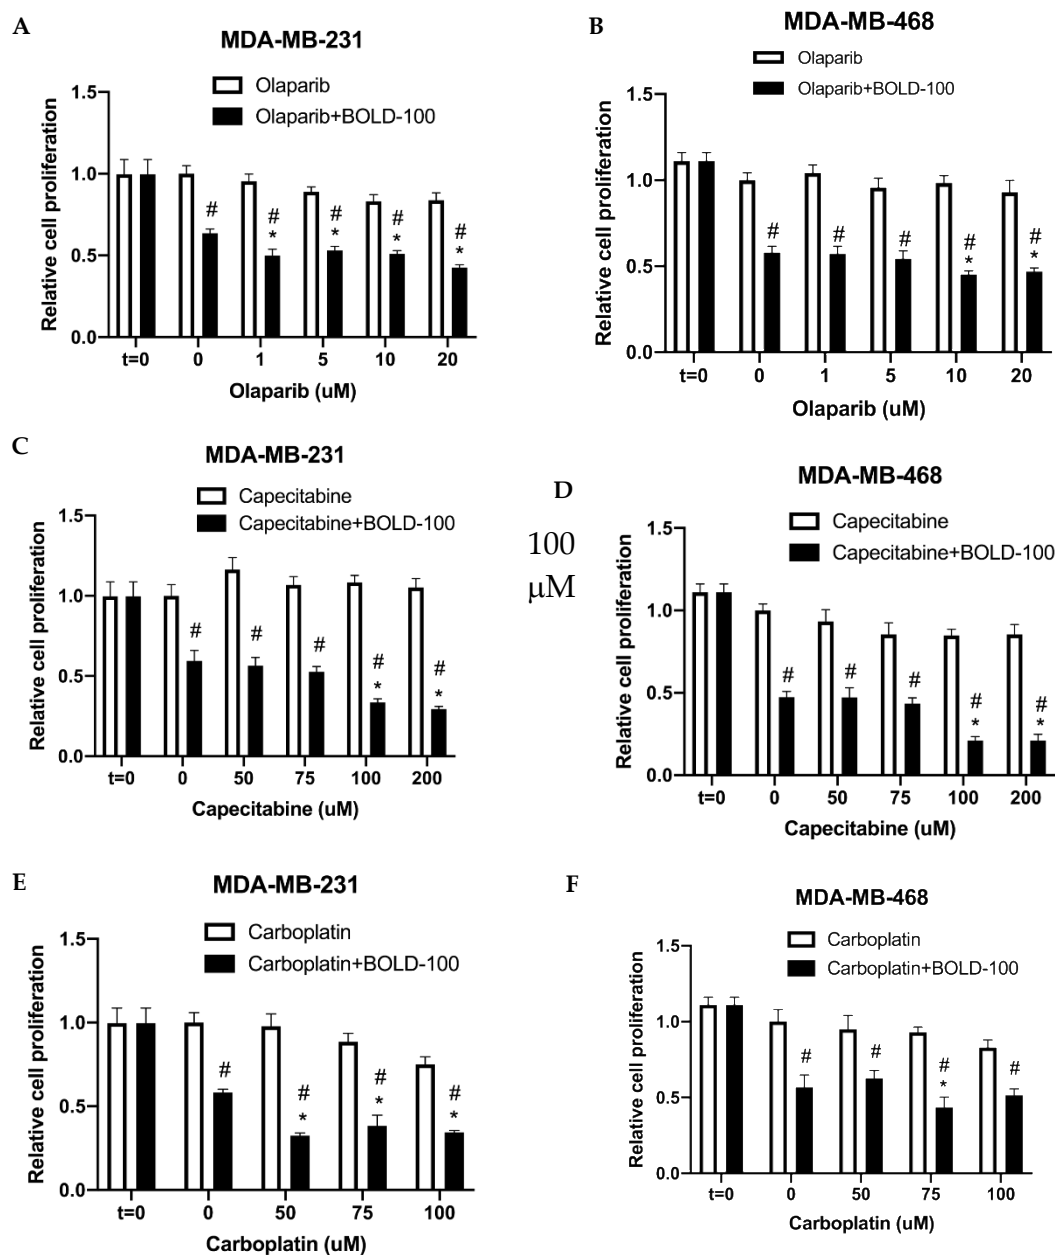 A
MDA-MB-231
Olaparib
Olaparib+BOLD-100
Relative cell proliferation
1.5
1.0
0.5
0.0
#
#
*
#
*
#
*
#
*
t=0 0 1 5 10 20
Olaparib (uM)
B
MDA-MB-468
Olaparib
Olaparib+BOLD-100
Relative cell proliferation
1.5
1.0
0.5
0.0
#
#
#
#
*
#
*
t=0 0 1 5 10 20
Olaparib (uM)
C
MDA-MB-231
Capecitabine
Capecitabine+BOLD-100
Relative cell proliferation
1.5
1.0
0.5
0.0
#
#
#
#
*
#
*
t=0 0 50 75 100 200
Capecitabine (uM)
D
100
μM
MDA-MB-468
Capecitabine
Capecitabine+BOLD-100
Relative cell proliferation
1.5
1.0
0.5
0.0
#
#
#
#
*
#
*
t=0 0 50 75 100 200
Capecitabine (uM)
E
MDA-MB-231
Carboplatin
Carboplatin+BOLD-100
Relative cell proliferation
1.5
1.0
0.5
0.0
#
#
*
#
*
#
*
t=0 0 50 75 100
Carboplatin (uM)
F
MDA-MB-468
Carboplatin
Carboplatin+BOLD-100
Relative cell proliferation
1.5
1.0
0.5
0.0
#
#
#
*
#
t=0 0 50 75 100
Carboplatin (uM)